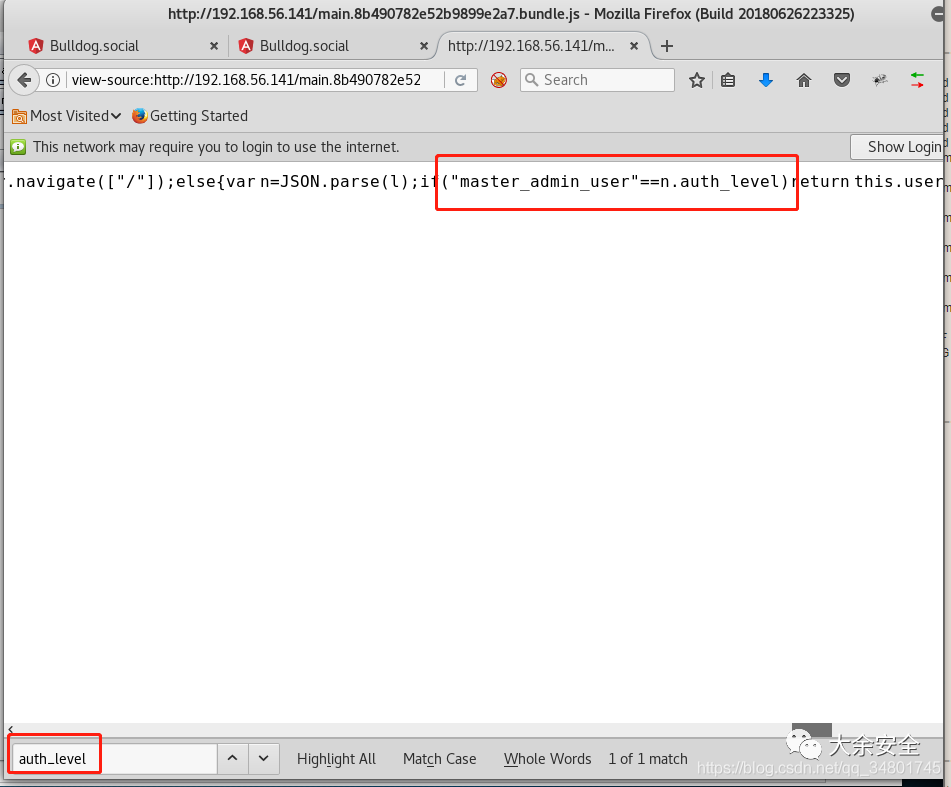 http://192.168.56.141/main.8b490782e52b9899e2a7.bundle.js - Mozilla Firefox (Build 20180626223325)
Bulldog.social × Bulldog.social × http://192.168.56.141/m... ×
view-source:http://192.168.56.141/main.8b490782e52 Search
Most Visited Getting Started
This network may require you to login to use the internet. Show Login
r.navigate(["/"]);else{var n=JSON.parse(l);if("master_admin_user"==n.auth_level)return this.user
auth_level Highlight All Match Case Whole Words 1 of 1 match
大余安全
https://blog.csdn.net/qq_34801745